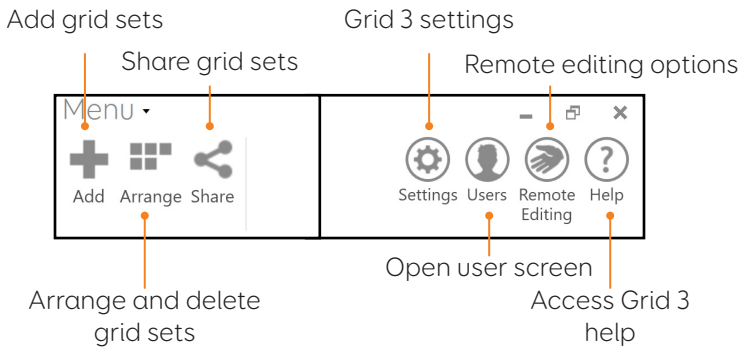 Add grid sets
Grid 3 settings
Share grid sets
Remote editing options
Menu
Add Arrange Share
Settings Users Remote Editing Help
Open user screen
Arrange and delete
grid sets
Access Grid 3
help